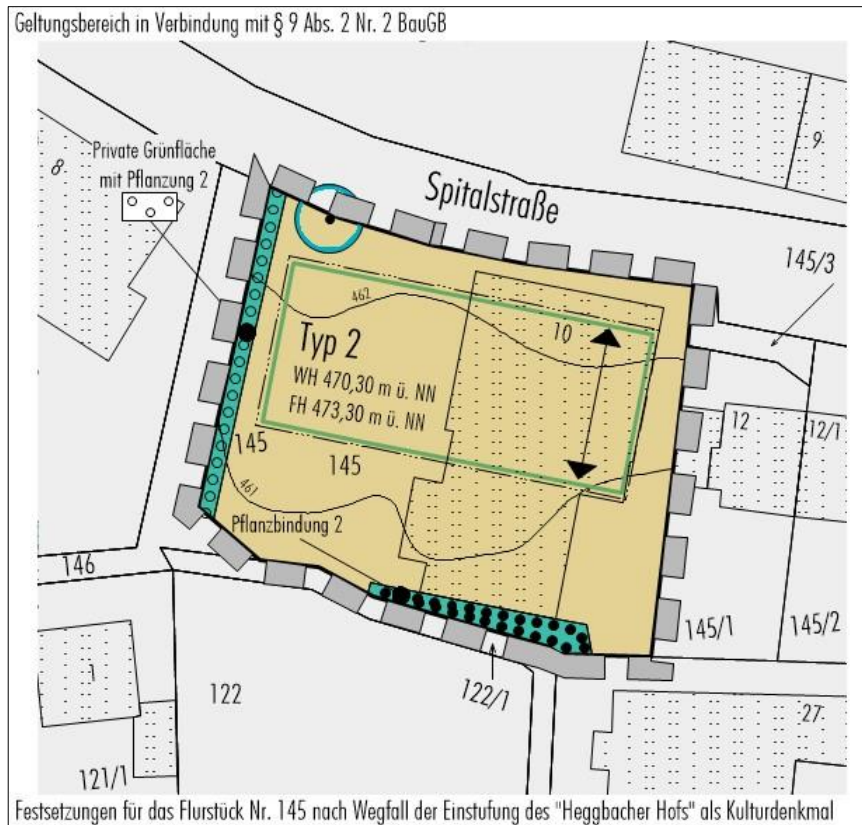 Geltungsbereich in Verbindung mit § 9 Abs. 2 Nr. 2 BauGB
8
Private Grünfläche
mit Pflanzung 2
9
Spitalstraße
145/3
462
10
Typ 2
WH 470,30 m ü. NN
FH 473,30 m ü. NN
12
12/1
145
145
461
Pflanzbindung 2
146
145/1
145/2
1
122
122/1
27
121/1
Festsetzungen für das Flurstück Nr. 145 nach Wegfall der Einstufung des "Heggbacher Hofs" als Kulturdenkmal